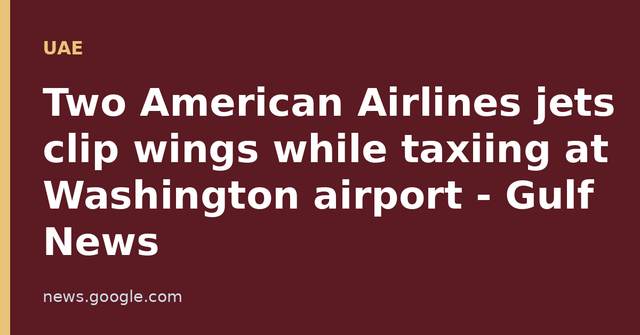 UAE
Two American Airlines jets
clip wings while taxiing at
Washington airport - Gulf
News
news.google.com